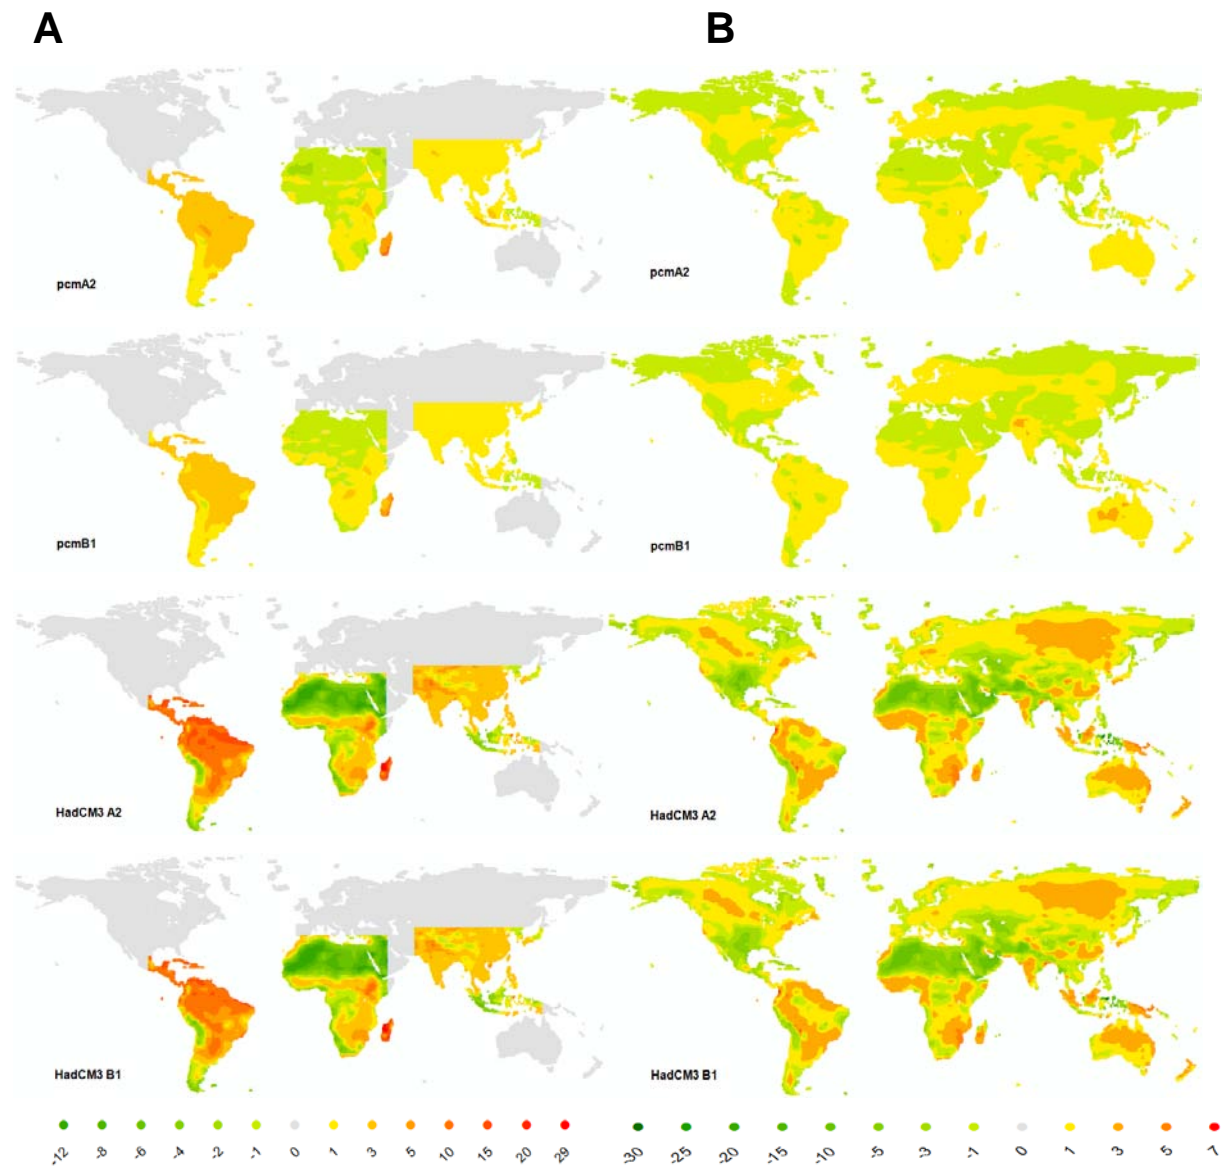 A B
pcmA2 pcmA2
pcmB1 pcmB1
HadCM3 A2 HadCM3 A2
HadCM3 B1 HadCM3 B1
-12 -8 -6 -4 -2 -1 0 1 3 5 10 15 20 29 -30 -25 -20 -15 -10 -5 -3 -1 0 1 3 5 7